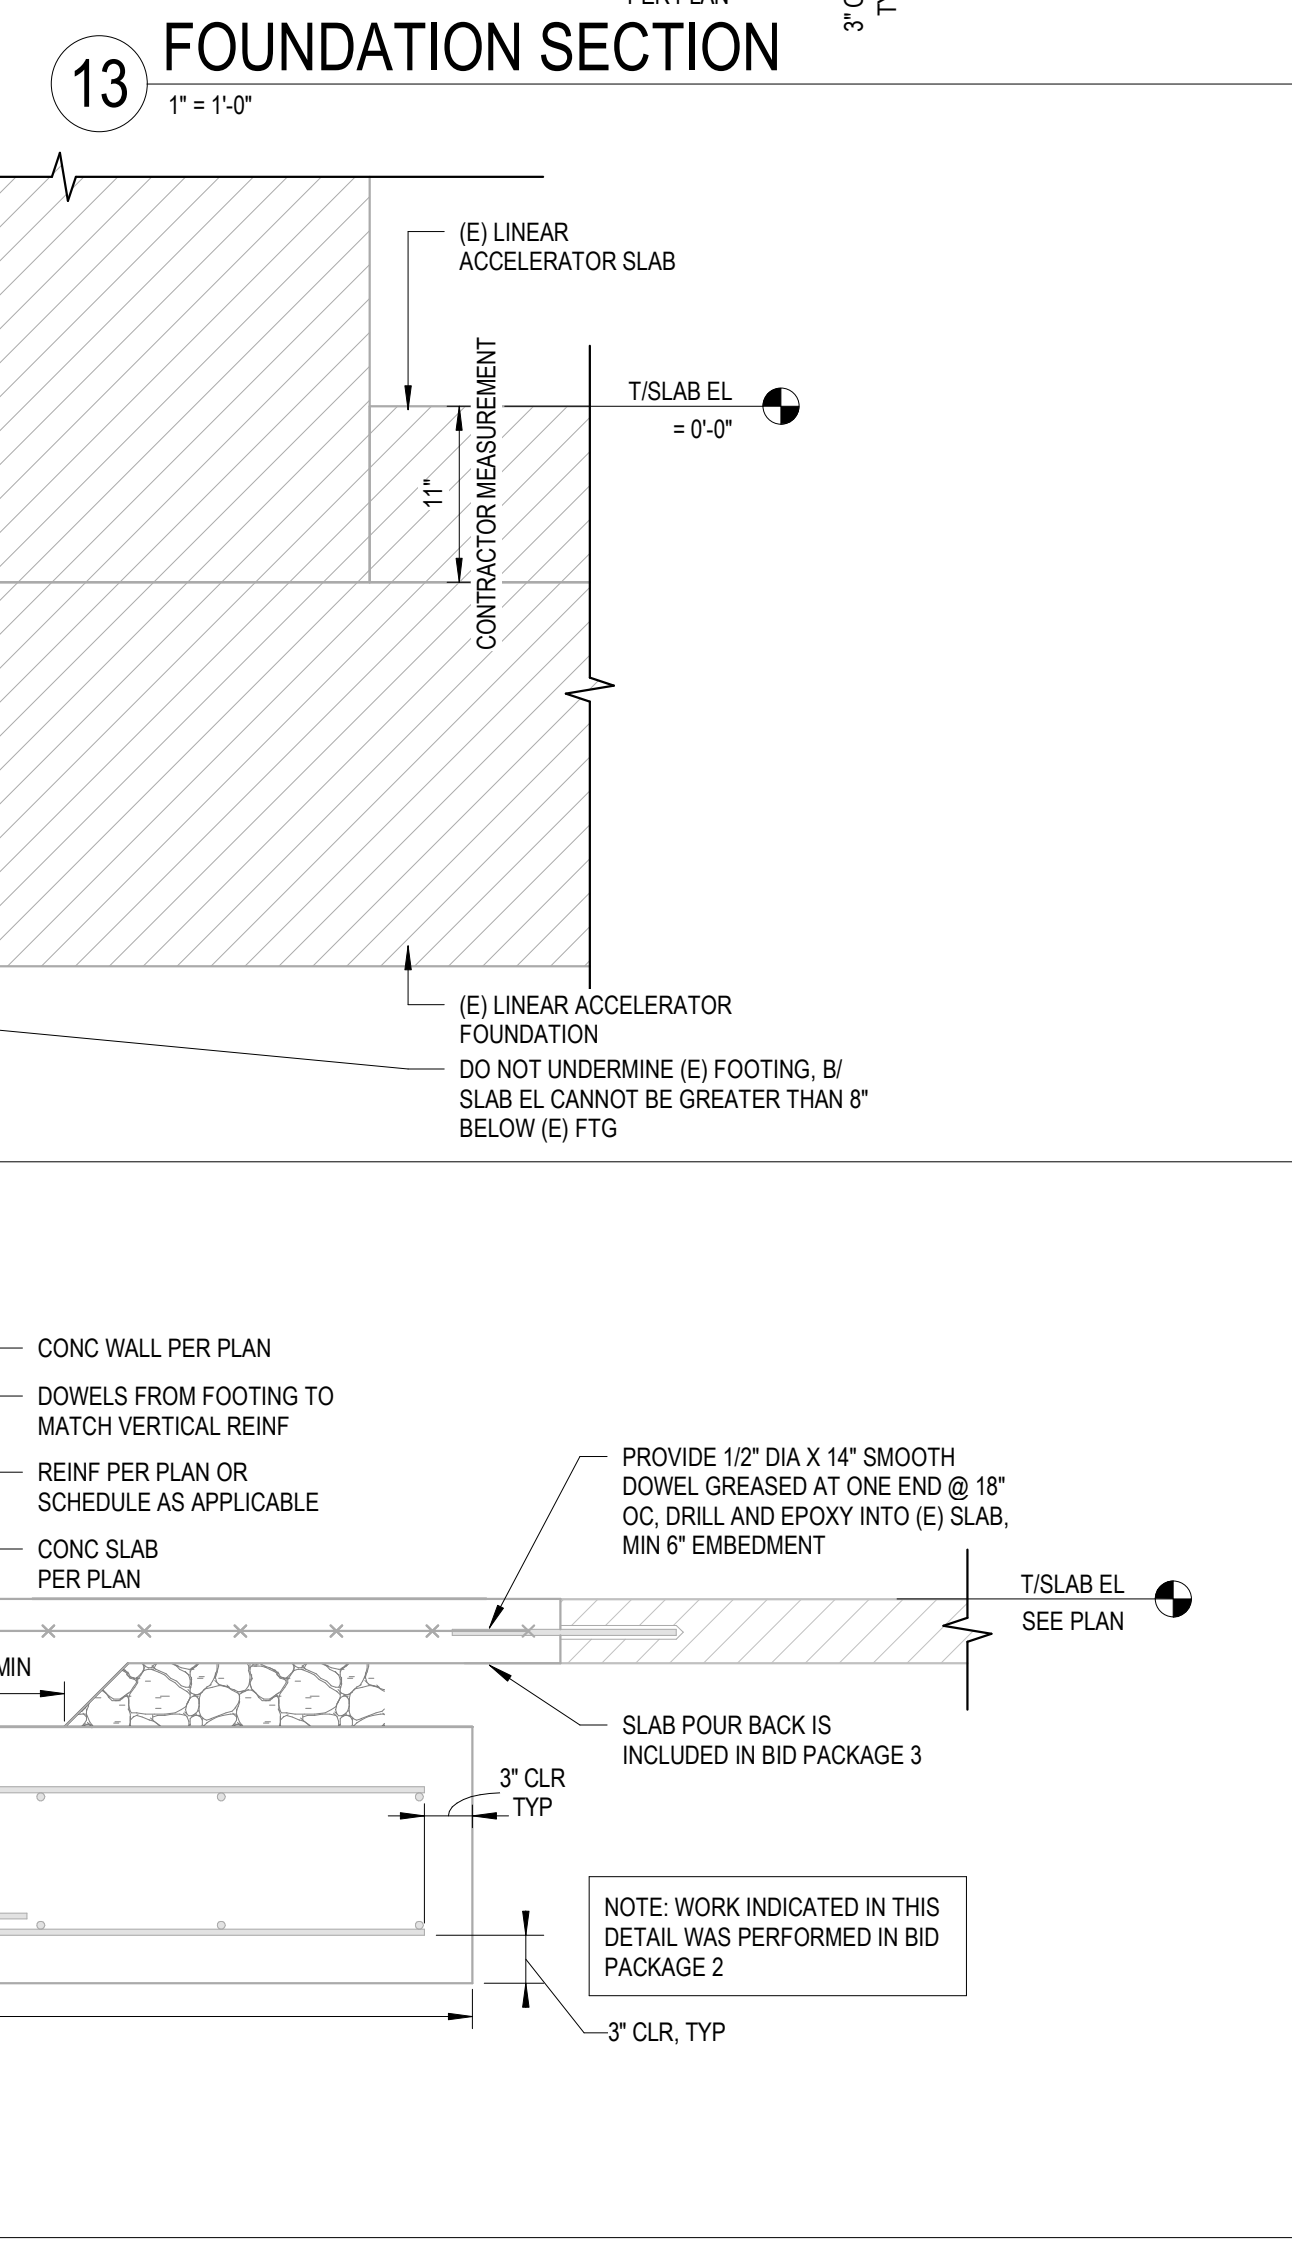 PER PLAN
3"
13
FOUNDATION SECTION
1" = 1'-0"
(E) LINEAR
ACCELERATOR SLAB
11"
CONTRACTOR MEASUREMENT
T/SLAB EL
= 0'-0"
(E) LINEAR ACCELERATOR
FOUNDATION
DO NOT UNDERMINE (E) FOOTING, B/
SLAB EL CANNOT BE GREATER THAN 8"
BELOW (E) FTG
CONC WALL PER PLAN
DOWELS FROM FOOTING TO
MATCH VERTICAL REINF
REINF PER PLAN OR
SCHEDULE AS APPLICABLE
CONC SLAB
PER PLAN
MIN
PROVIDE 1/2" DIA X 14" SMOOTH
DOWEL GREASED AT ONE END @ 18"
OC, DRILL AND EPOXY INTO (E) SLAB,
MIN 6" EMBEDMENT
T/SLAB EL
SEE PLAN
SLAB POUR BACK IS
INCLUDED IN BID PACKAGE 3
3" CLR
TYP
NOTE: WORK INDICATED IN THIS
DETAIL WAS PERFORMED IN BID
PACKAGE 2
3" CLR, TYP